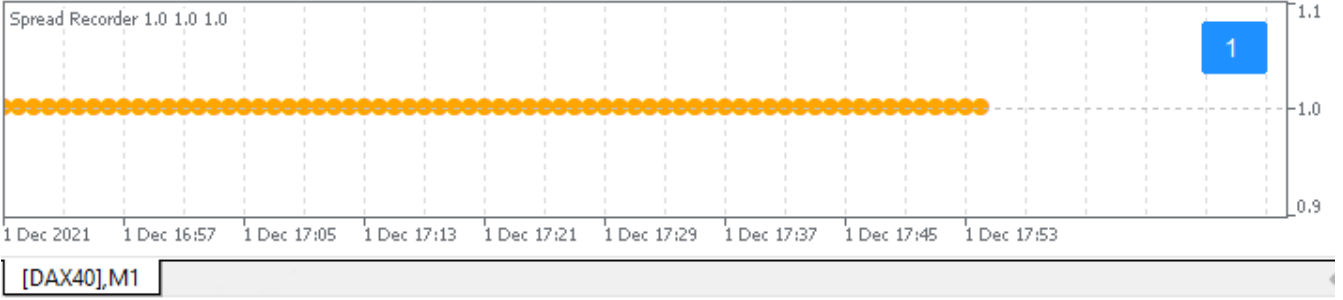 Spread Recorder 1.0 1.0 1.0
1.1
1
1.0
0.9
1 Dec 2021 1 Dec 16:57 1 Dec 17:05 1 Dec 17:13 1 Dec 17:21 1 Dec 17:29 1 Dec 17:37 1 Dec 17:45 1 Dec 17:53
[DAX40],M1